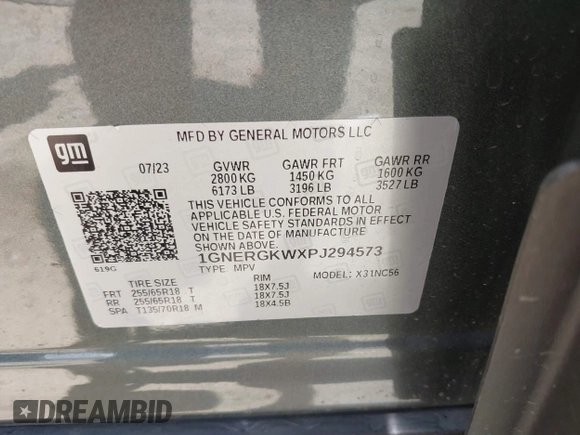 gm
MFD BY GENERAL MOTORS LLC
07/23 GVWR GAWR FRT GAWR RR
2800 KG 1450 KG 1600 KG
6173 LB 3196 LB 3527 LB
THIS VEHICLE CONFORMS TO ALL
APPLICABLE U.S. FEDERAL MOTOR
VEHICLE SAFETY STANDARDS IN EFFECT
ON THE DATE OF MANUFACTURE
SHOWN ABOVE.
1GNERGKWXPJ294573
619G TYPE: MPV MODEL: X31NC56
TIRE SIZE RIM
FRT 255/65R18 T 18X7.5J
RR 255/65R18 T 18X7.5J
SPA T135/70R18 M 18X4.5B
DREAMBID